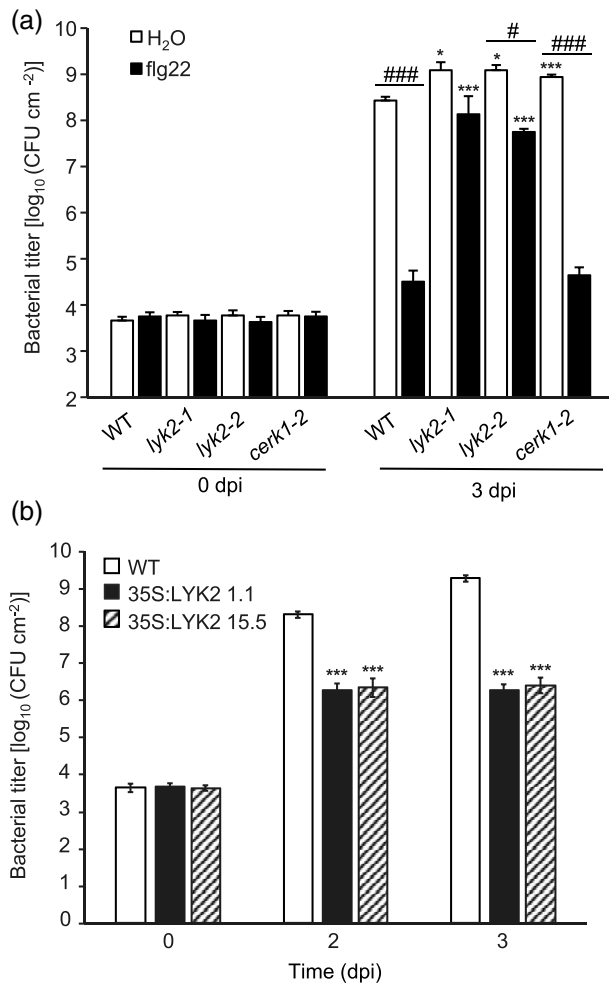 (a)
H₂O
flg22
Bacterial titer [log₁₀ (CFU cm⁻²)]
10
9
8
7
6
5
4
3
2
###
*
***
#
*
***
***
###
WT
lyk2-1
lyk2-2
cerk1-2
WT
lyk2-1
lyk2-2
cerk1-2
0 dpi
3 dpi
(b)
WT
35S:LYK2 1.1
35S:LYK2 15.5
Bacterial titer [log₁₀ (CFU cm⁻²)]
10
9
8
7
6
5
4
3
2
1
0
*** ***
*** ***
0 2 3
Time (dpi)